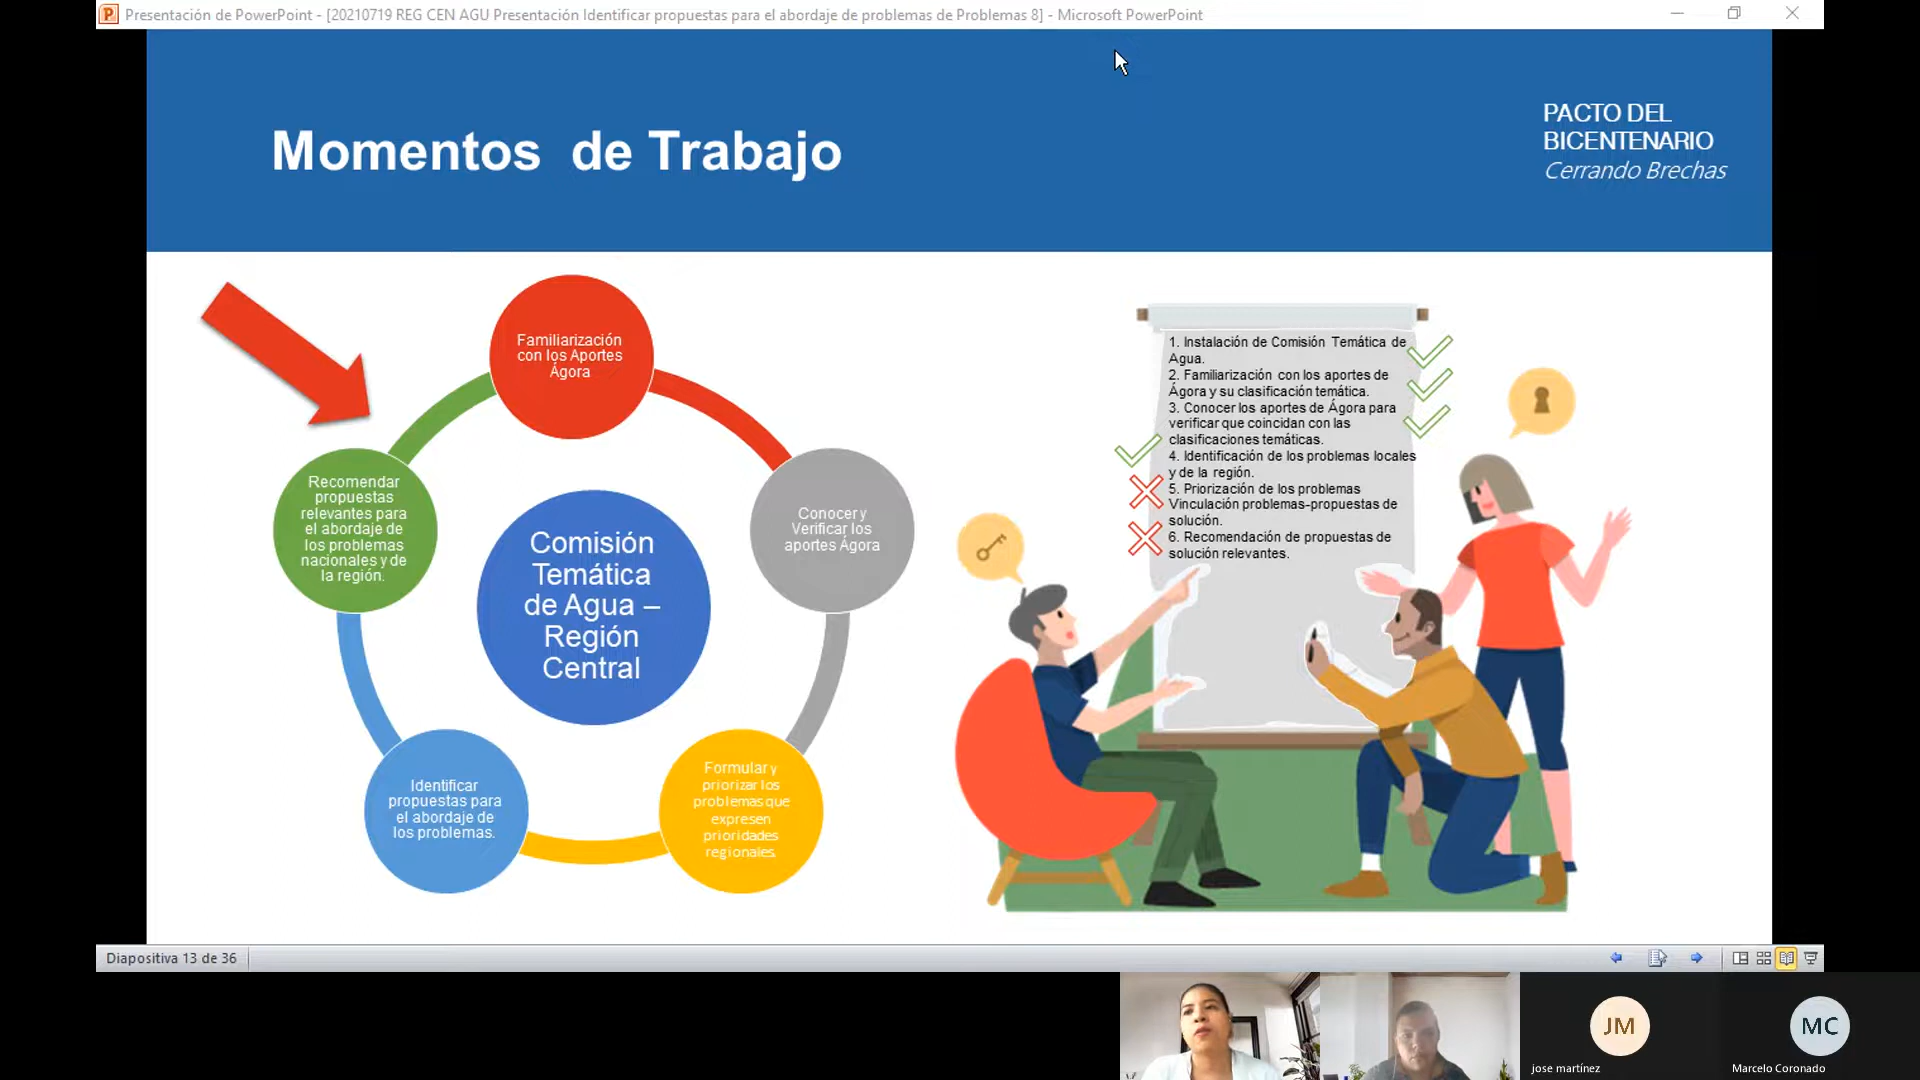 Presentación de PowerPoint - [20210719 REG CEN AGU Presentación Identificar propuestas para el abordaje de problemas de Problemas 8] - Microsoft PowerPoint
Momentos de Trabajo
PACTO DEL
BICENTENARIO
Cerrando Brechas
Familiarización
con los Aportes
Ágora
Conocer y
Verificar los
aportes Ágora
Formular y
priorizar los
problemas que
expresen
prioridades
regionales.
Identificar
propuestas para
el abordaje de
los problemas.
Recomendar
propuestas
relevantes para
el abordaje de
los problemas
nacionales y de
la región.
Comisión
Temática
de Agua –
Región
Central
1. Instalación de Comisión Temática de
Agua.
2. Familiarización con los aportes de
Ágora y su clasificación temática.
3. Conocer los aportes de Ágora para
verificar que coincidan con las
clasificaciones temáticas.
4. Identificación de los problemas locales
y de la región.
5. Priorización de los problemas
Vinculación problemas-propuestas de
solución.
6. Recomendación de propuestas de
solución relevantes.
Diapositiva 13 de 36
JM
jose martínez
MC
Marcelo Coronado